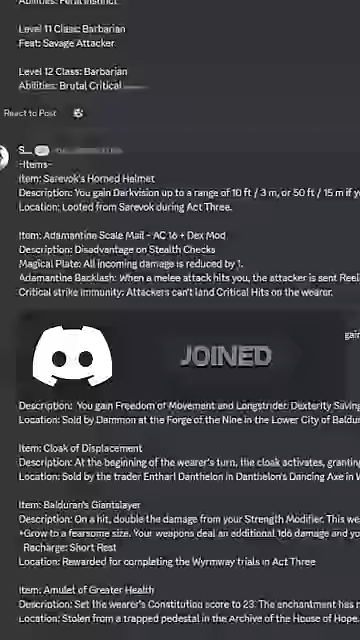 Abilities: Feral Instinct
Level 11 Class: Barbarian
Feat: Savage Attacker
Level 12 Class: Barbarian
Abilities: Brutal Critical
React to Post
S...
-Items-
Item: Sarevok's Horned Helmet
Description: You gain Darkvision up to a range of 10 ft / 3 m, or 50 ft / 15 m if y
Location: Looted from Sarevok during Act Three.
Item: Adamantine Scale Mail - AC 16 + Dex Mod
Description: Disadvantage on Stealth Checks
Magical Plate: All incoming damage is reduced by 1.
Adamantine Backlash: When a melee attack hits you, the attacker is sent Reeli
Critical strike Immunity: Attackers can't land Critical Hits on the wearer.
gain
JOINED
Description: You gain Freedom of Movement and Longstrider. Dexterity Saving
Location: Sold by Dammon at the Forge of the Nine in the Lower City of Baldur
Item: Cloak of Displacement
Description: At the beginning of the wearer's turn, the cloak activates, granting
Location: Sold by the trader Entharl Danthelon in Danthelon's Dancing Axe in W
Item: Balduran's Giantslayer
Description: On a hit, double the damage from your Strength Modifier. This we
*Grow to a fearsome size. Your weapons deal an additional 1d6 damage and yo
Recharge: Short Rest
Location: Rewarded for completing the Wyrmway trials in Act Three
Item: Amulet of Greater Health
Description: Set the wearer's Constitution score to 23. The enchantment has n
Location: Stolen from a trapped pedestal in the Archive of the House of Hope.